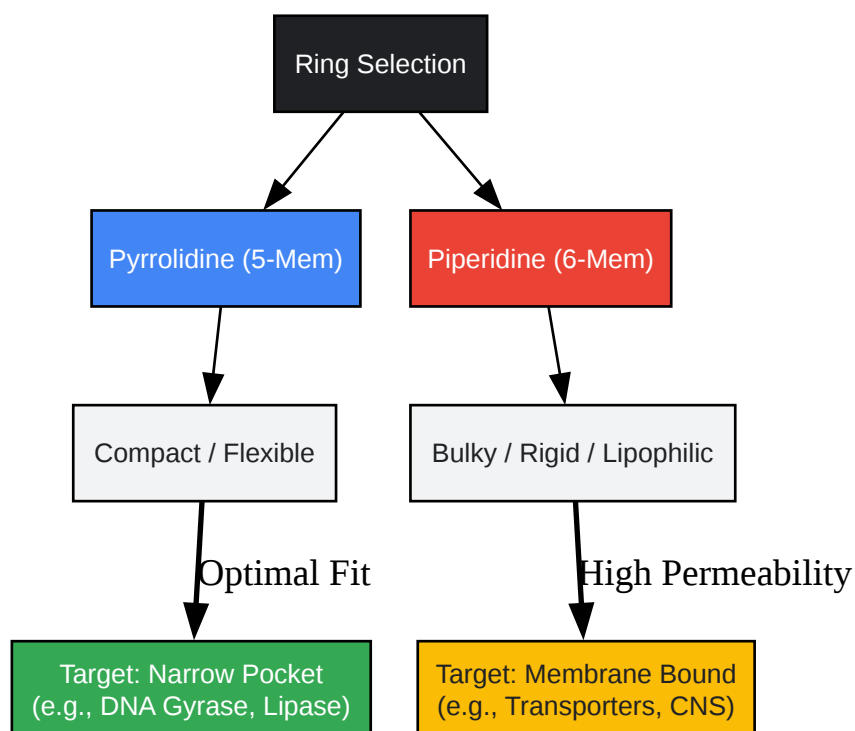 Ring Selection
Pyrrolidine (5-Mem)
Piperidine (6-Mem)
Compact / Flexible
Bulky / Rigid / Lipophilic
Optimal Fit
High Permeability
Target: Narrow Pocket
(e.g., DNA Gyrase, Lipase)
Target: Membrane Bound
(e.g., Transporters, CNS)